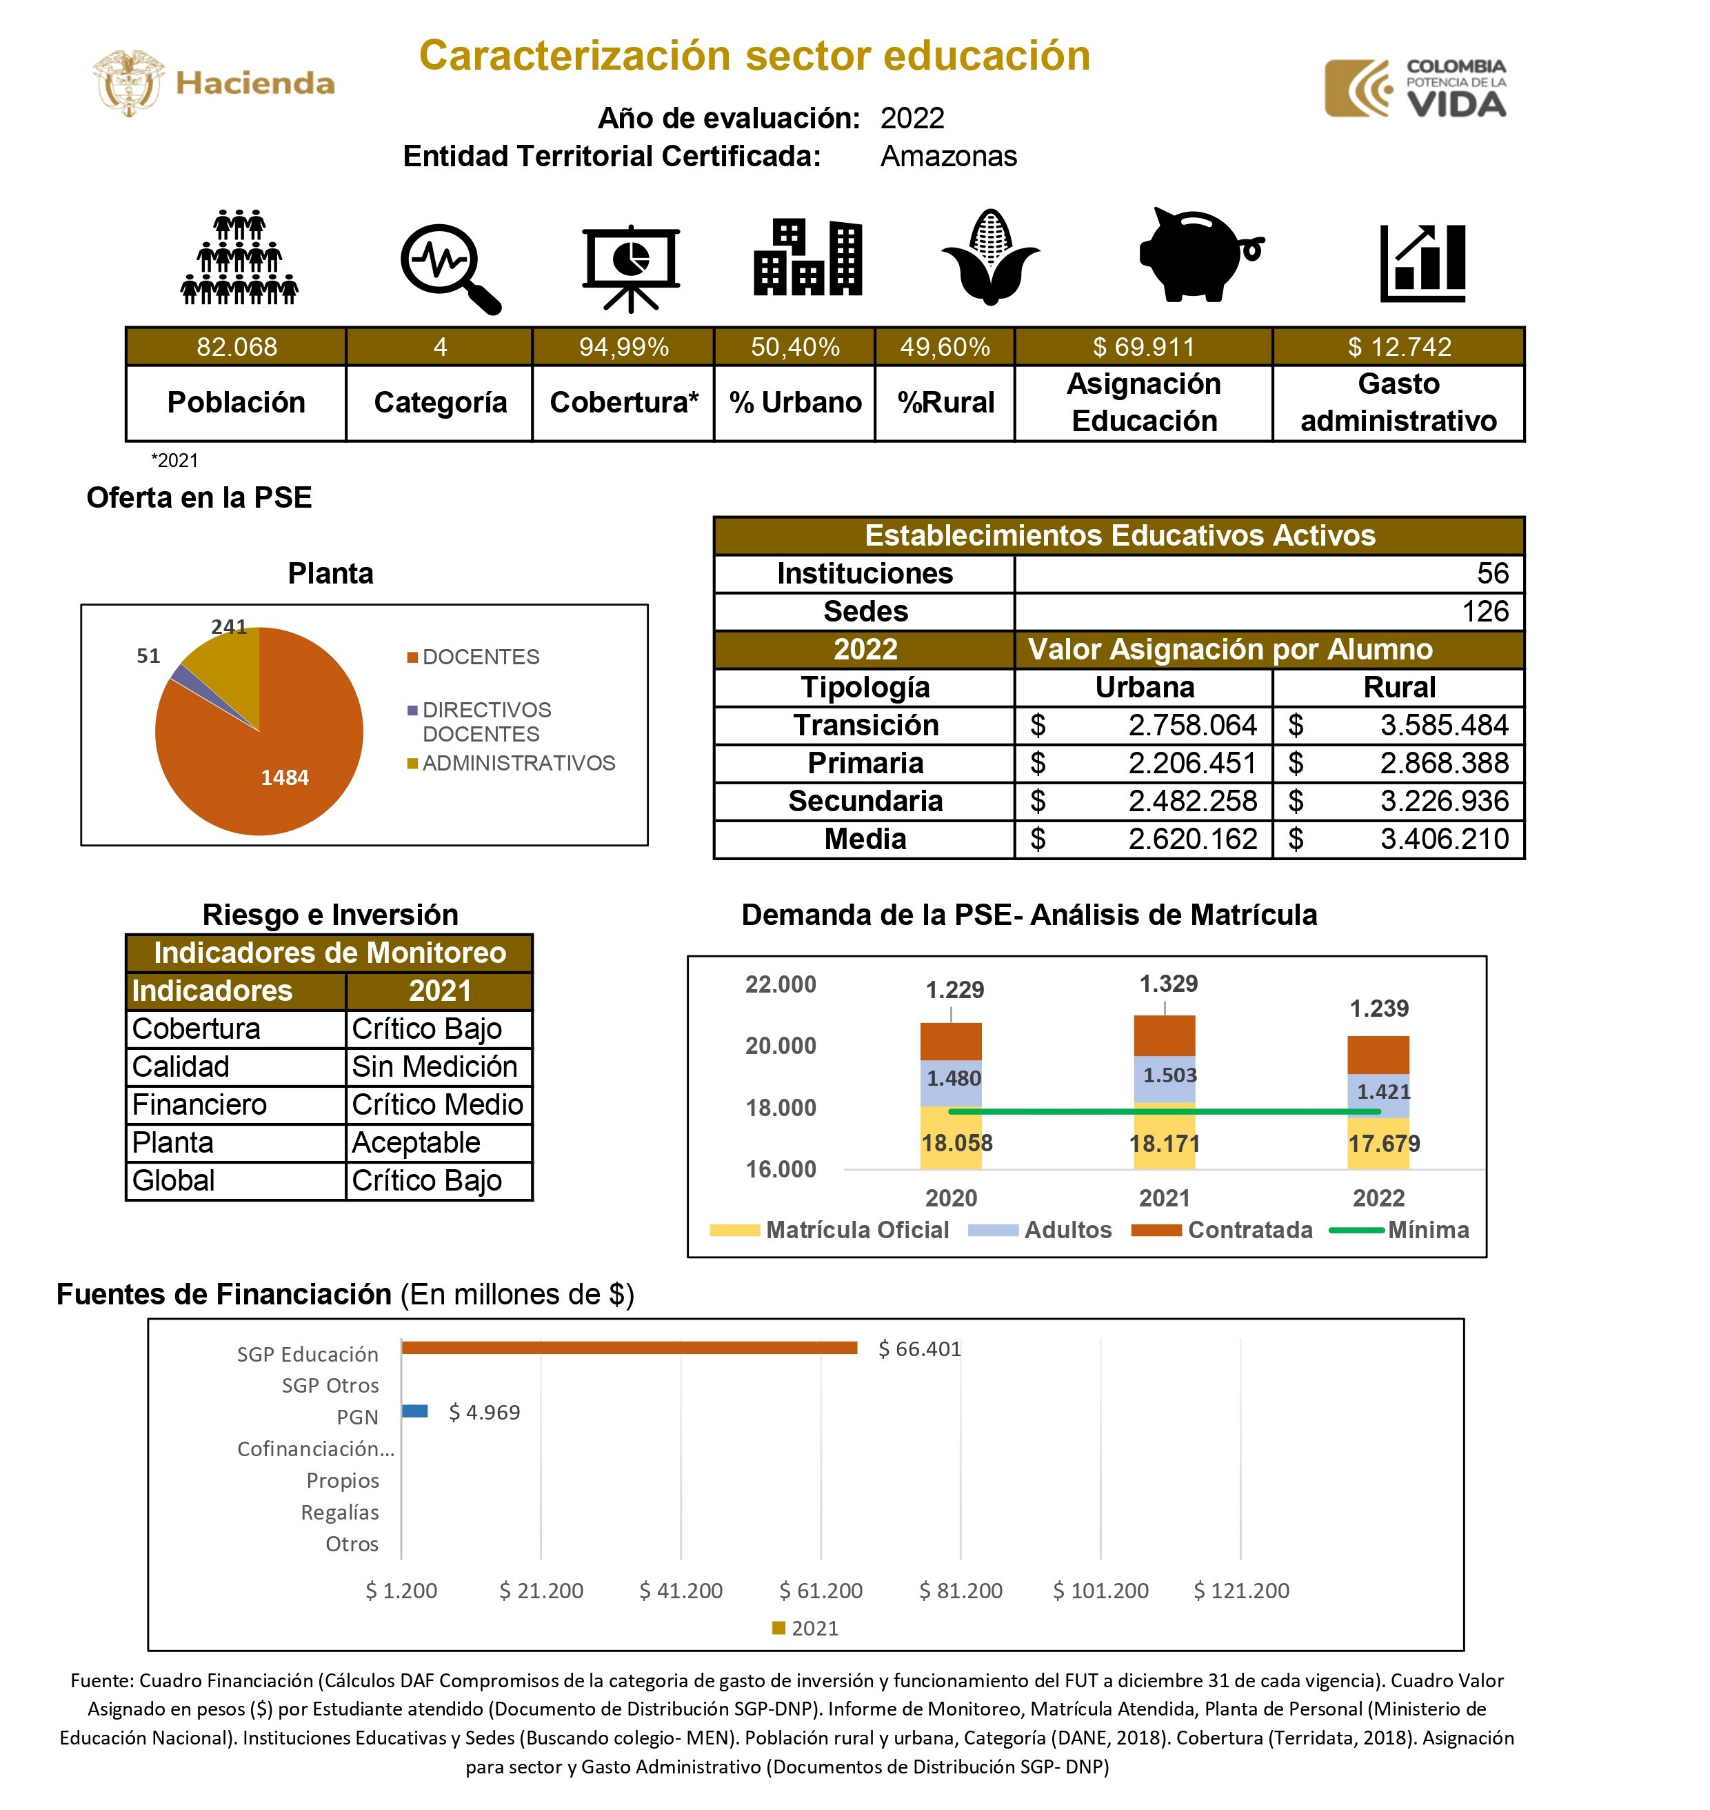 Caracterización sector educación
Hacienda
COLOMBIA
POTENCIA DE LA
VIDA
Año de evaluación: 2022
Entidad Territorial Certificada: Amazonas
82.068 4 94,99% 50,40% 49,60% $ 69.911 $ 12.742
Población Categoría Cobertura* % Urbano %Rural Asignación Educación Gasto administrativo
*2021
Oferta en la PSE
Planta
241
51
1484
DOCENTES
DIRECTIVOS
DOCENTES
ADMINISTRATIVOS
Establecimientos Educativos Activos
Instituciones 56
Sedes 126
2022 Valor Asignación por Alumno
Tipología Urbana Rural
Transición $ 2.758.064 $ 3.585.484
Primaria $ 2.206.451 $ 2.868.388
Secundaria $ 2.482.258 $ 3.226.936
Media $ 2.620.162 $ 3.406.210
Riesgo e Inversión
Indicadores de Monitoreo
Indicadores 2021
Cobertura Crítico Bajo
Calidad Sin Medición
Financiero Crítico Medio
Planta Aceptable
Global Crítico Bajo
Demanda de la PSE- Análisis de Matrícula
22.000
20.000
18.000
16.000
1.229 1.329 1.239
1.480 1.503 1.421
18.058 18.171 17.679
2020 2021 2022
Matrícula Oficial Adultos Contratada Mínima
Fuentes de Financiación (En millones de $)
SGP Educación $ 66.401
SGP Otros
PGN $ 4.969
Cofinanciación...
Propios
Regalías
Otros
$ 1.200 $ 21.200 $ 41.200 $ 61.200 $ 81.200 $ 101.200 $ 121.200
2021
Fuente: Cuadro Financiación (Cálculos DAF Compromisos de la categoria de gasto de inversión y funcionamiento del FUT a diciembre 31 de cada vigencia). Cuadro Valor
Asignado en pesos ($) por Estudiante atendido (Documento de Distribución SGP-DNP). Informe de Monitoreo, Matrícula Atendida, Planta de Personal (Ministerio de
Educación Nacional). Instituciones Educativas y Sedes (Buscando colegio- MEN). Población rural y urbana, Categoría (DANE, 2018). Cobertura (Terridata, 2018). Asignación
para sector y Gasto Administrativo (Documentos de Distribución SGP- DNP)